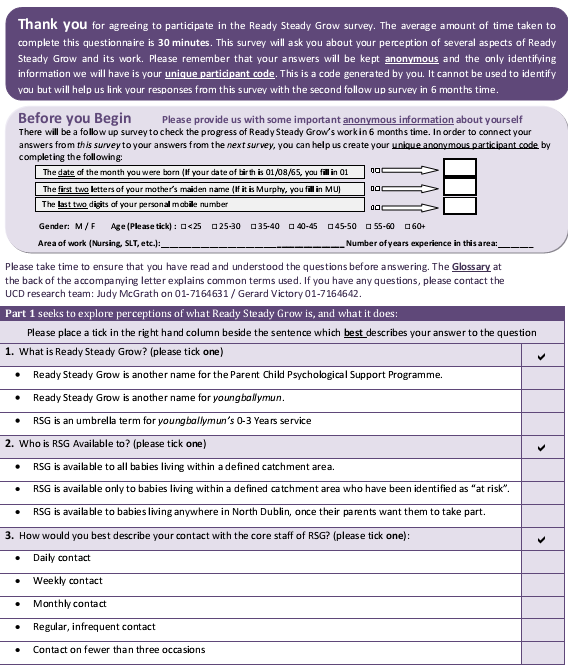 Thank you for agreeing to participate in the Ready Steady Grow survey. The average amount of time taken to
complete this questionnaire is 30 minutes. This survey will ask you about your perception of several aspects of Ready
Steady Grow and its work. Please remember that your answers will be kept anonymous and the only identifying
information we will have is your unique participant code. This is a code generated by you. It cannot be used to identify
you but will help us link your responses from this survey with the second follow up survey in 6 months time.
Before you Begin Please provide us with some important anonymous information about yourself
There will be a follow up survey to check the progress of Ready Steady Grow's work in 6 months time. In order to connect your
answers from this survey to your answers from the next survey, you can help us create your unique anonymous participant code by
completing the following:
The date of the month you were born (If your date of birth is 01/08/65, you fill in 01
The first two letters of your mother's maiden name (If it is Murphy, you fill in MU)
The last two digits of your personal mobile number
Gender: M / F Age (Please tick) : □ <25 □ 25-30 □ 35-40 □ 40-45 □ 45-50 □ 55-60 □ 60+
Area of work (Nursing, SLT, etc.):__________________________________ Number of years experience in this area:_______
Please take time to ensure that you have read and understood the questions before answering. The Glossary at
the back of the accompanying letter explains common terms used. If you have any questions, please contact the
UCD research team: Judy McGrath on 01-7164631 / Gerard Victory 01-7164642.
Part 1 seeks to explore perceptions of what Ready Steady Grow is, and what it does:
Please place a tick in the right hand column beside the sentence which best describes your answer to the question
1. What is Ready Steady Grow? (please tick one) ✓
• Ready Steady Grow is another name for the Parent Child Psychological Support Programme.
• Ready Steady Grow is another name for youngballymun.
• RSG is an umbrella term for youngballymun's 0-3 Years service
2. Who is RSG Available to? (please tick one) ✓
• RSG is available to all babies living within a defined catchment area.
• RSG is available only to babies living within a defined catchment area who have been identified as "at risk".
• RSG is available to babies living anywhere in North Dublin, once their parents want them to take part.
3. How would you best describe your contact with the core staff of RSG? (please tick one): ✓
• Daily contact
• Weekly contact
• Monthly contact
• Regular, infrequent contact
• Contact on fewer than three occasions